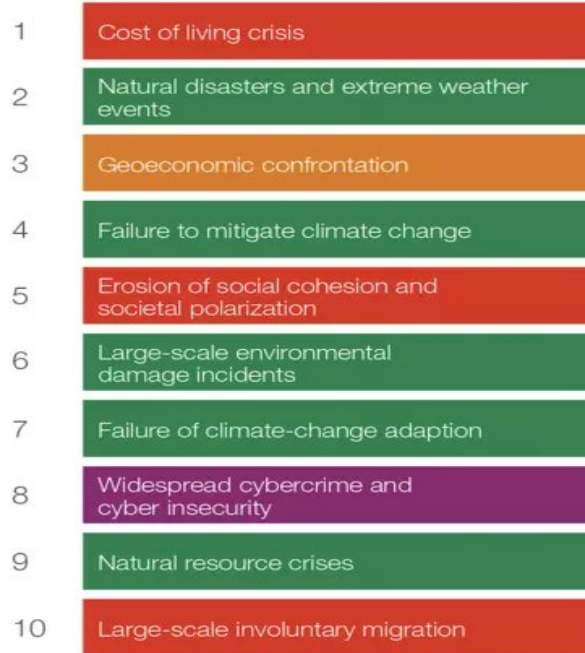 1 Cost of living crisis
2 Natural disasters and extreme weather
events
3 Geoeconomic confrontation
4 Failure to mitigate climate change
5 Erosion of social cohesion and
societal polarization
6 Large-scale environmental
damage incidents
7 Failure of climate-change adaption
8 Widespread cybercrime and
cyber insecurity
9 Natural resource crises
10 Large-scale involuntary migration